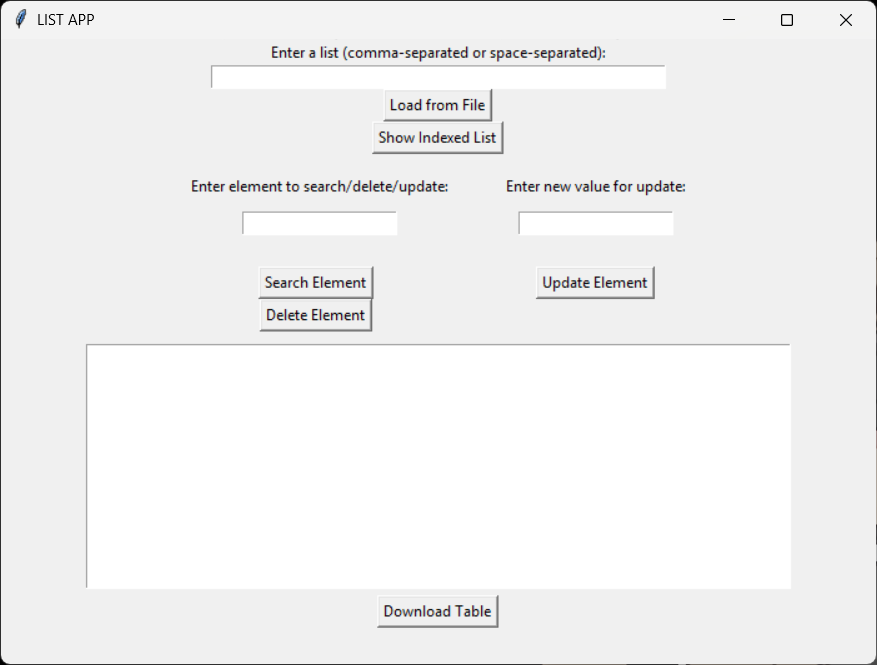 LIST APP
Enter a list (comma-separated or space-separated):
Load from File
Show Indexed List
Enter element to search/delete/update:
Enter new value for update:
Search Element
Update Element
Delete Element
Download Table